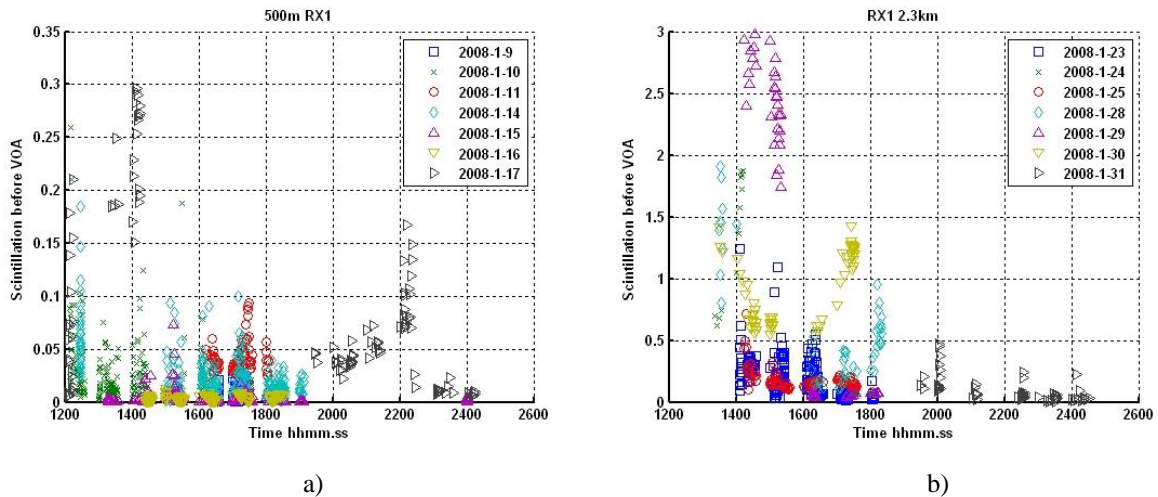 500m RX1
0.35
0.3
0.25
0.2
0.15
0.1
0.05
0
Scintillation before VOA
1200 1400 1600 1800 2000 2200 2400 2600
Time hhmm.ss
2008-1-9
2008-1-10
2008-1-11
2008-1-14
2008-1-15
2008-1-16
2008-1-17
a)
RX1 2.3km
3
2.5
2
1.5
1
0.5
0
Scintillation before VOA
1200 1400 1600 1800 2000 2200 2400 2600
Time hhmm.ss
2008-1-23
2008-1-24
2008-1-25
2008-1-28
2008-1-29
2008-1-30
2008-1-31
b)